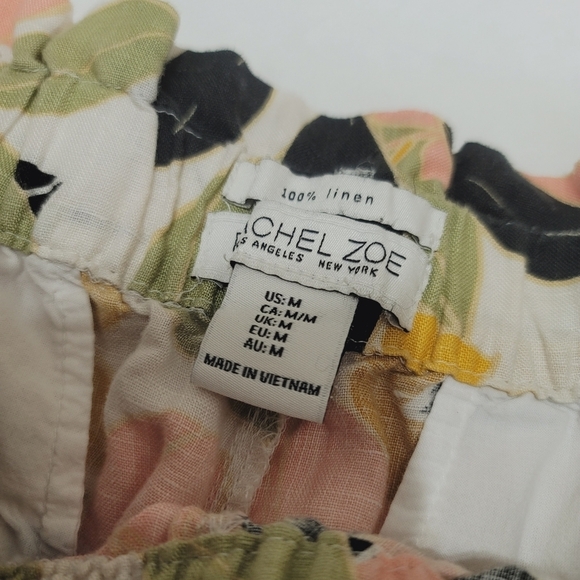 100% linen
CHEL ZOE
S ANGELES NEW YORK
US: M
CA: M/M
UK: M
EU: M
AU: M
MADE IN VIETNAM